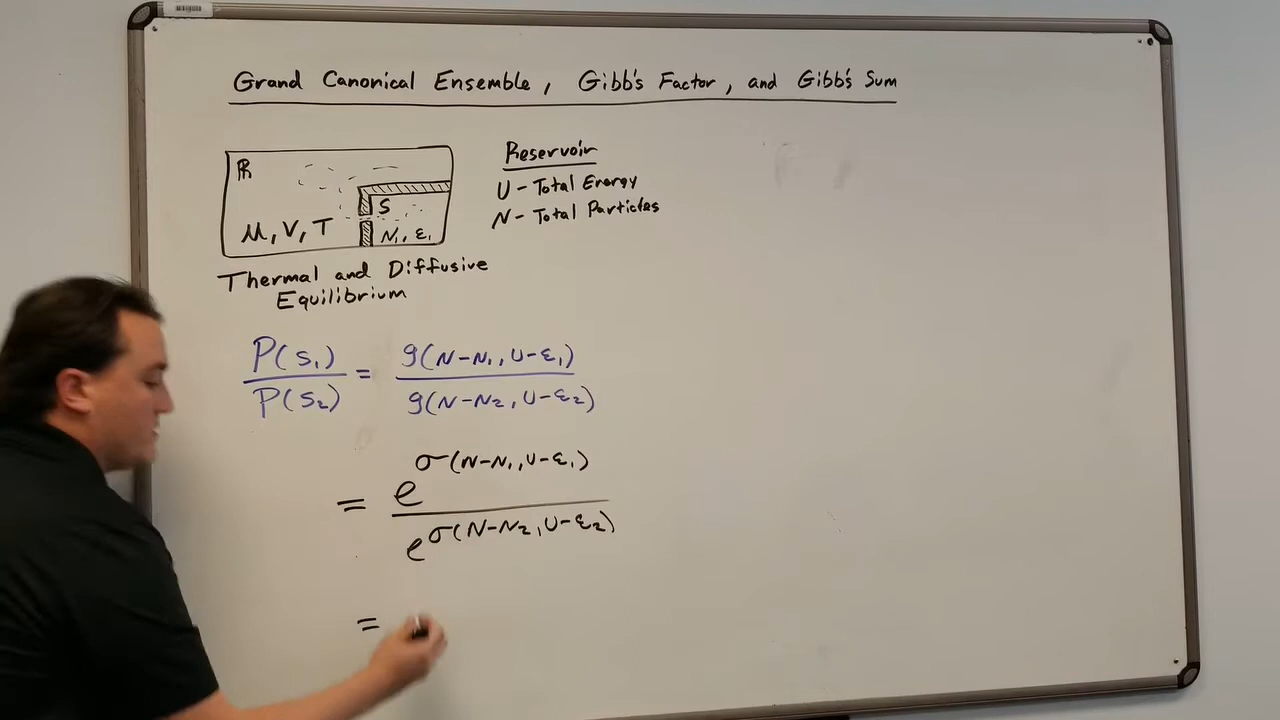 Grand Canonical Ensemble, Gibb's Factor, and Gibb's Sum
R
μ, V, T
S
N₁, ε₁
Reservoir
U - Total Energy
N - Total Particles
Thermal and Diffusive
Equilibrium
P(S₁)/P(S₂) = g(N-N₁, U-ε₁)/g(N-N₂, U-ε₂)
= e^σ(N-N₁, U-ε₁)/e^σ(N-N₂, U-ε₂)
=